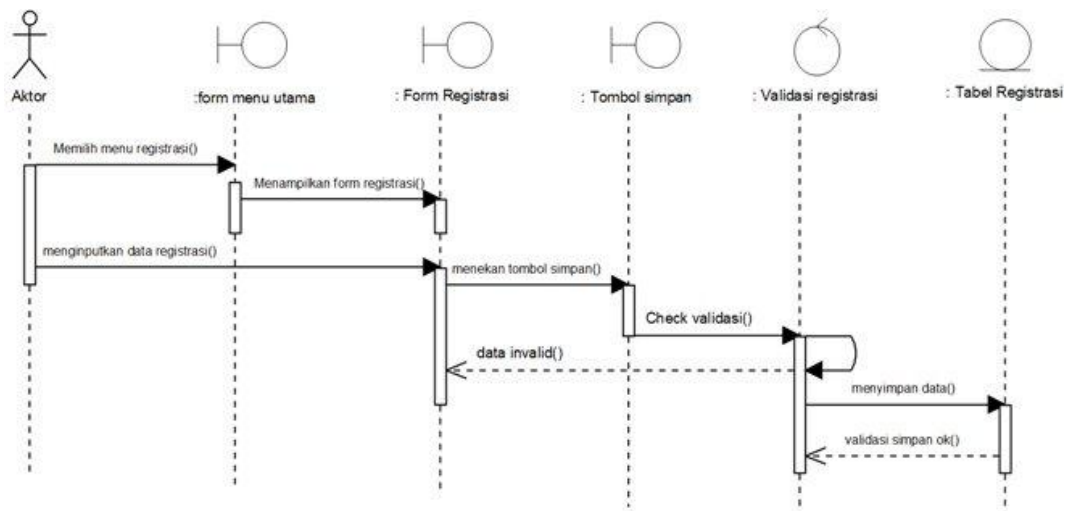 Aktor
:form menu utama
: Form Registrasi
: Tombol simpan
: Validasi registrasi
: Tabel Registrasi
Memilih menu registrasi()
Menampilkan form registrasi()
menginputkan data registrasi()
menekan tombol simpan()
Check validasi()
data invalid()
menyimpan data()
validasi simpan ok()